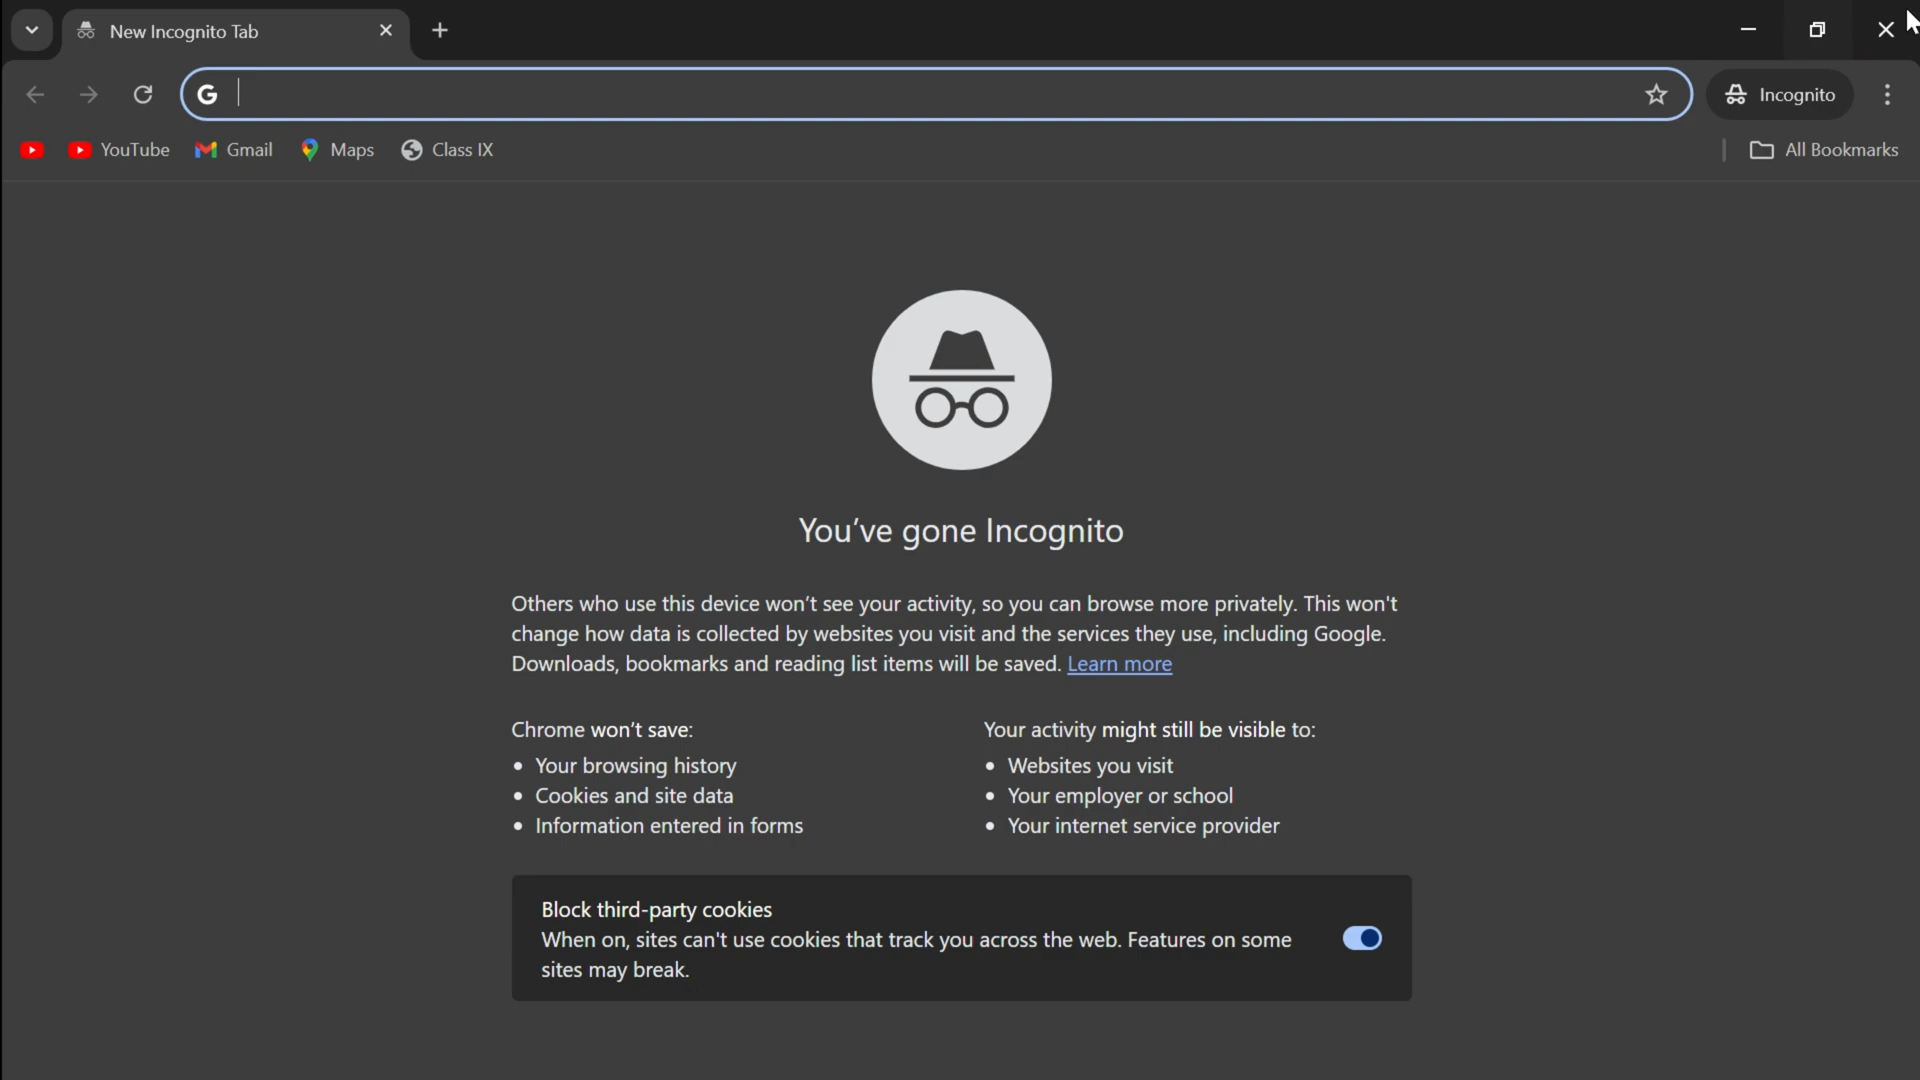 New Incognito Tab
Incognito
YouTube
Gmail
Maps
Class IX
All Bookmarks
You've gone Incognito
Others who use this device won't see your activity, so you can browse more privately. This won't
change how data is collected by websites you visit and the services they use, including Google.
Downloads, bookmarks and reading list items will be saved. Learn more
Chrome won't save:
Your browsing history
Cookies and site data
Information entered in forms
Your activity might still be visible to:
Websites you visit
Your employer or school
Your internet service provider
Block third-party cookies
When on, sites can't use cookies that track you across the web. Features on some
sites may break.